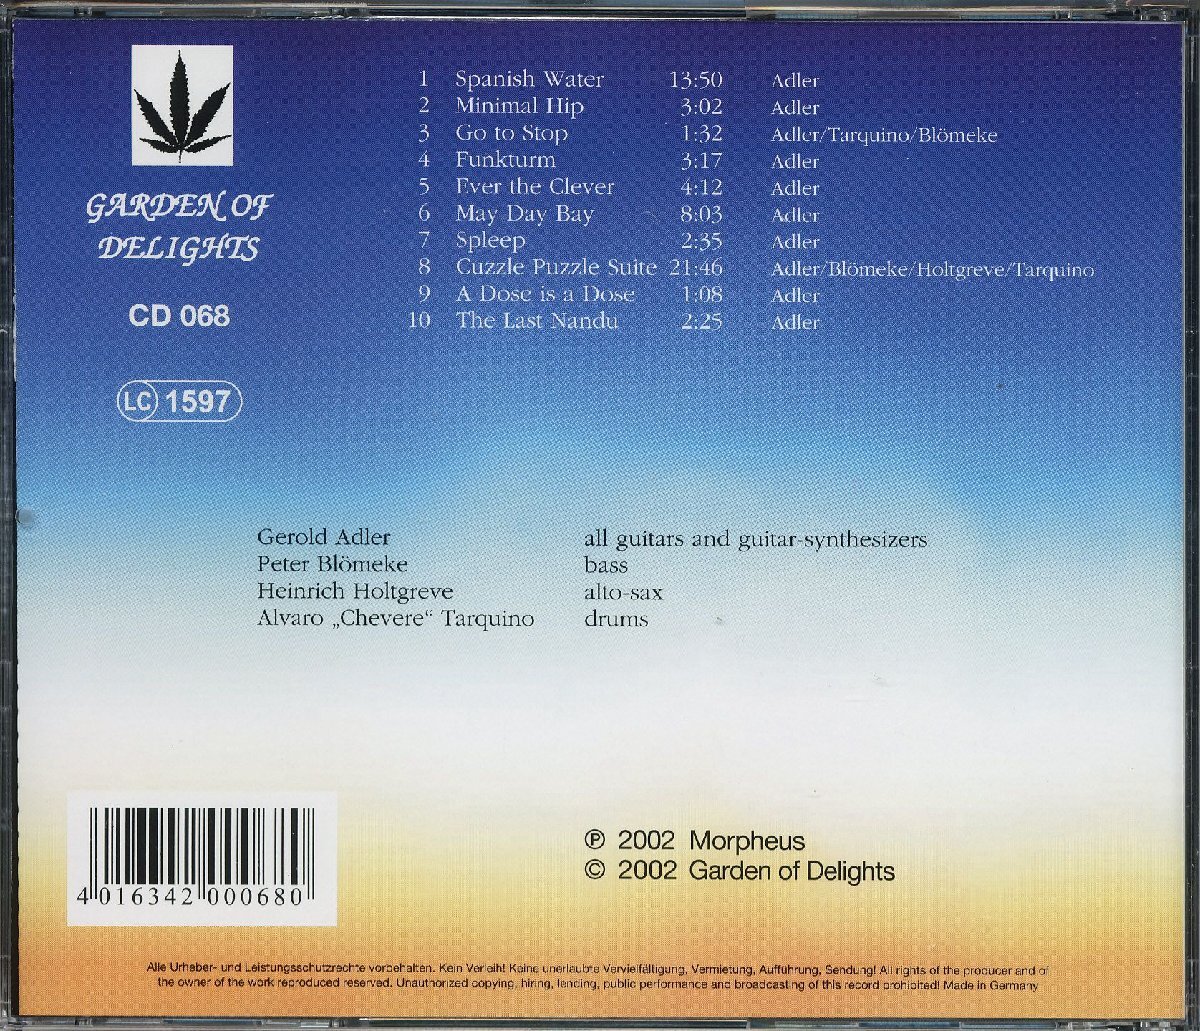 1 Spanish Water 13:50 Adler
2 Minimal Hip 3:02 Adler
3 Go to Stop 1:32 Adler/Tarquino/Blömeke
4 Funkturm 3:17 Adler
5 Ever the Clever 4:12 Adler
6 May Day Bay 8:03 Adler
7 Spleep 2:35 Adler
8 Cuzzle Puzzle Suite 21:46 Adler/Blömeke/Holtgreve/Tarquino
9 A Dose is a Dose 1:08 Adler
10 The Last Nandu 2:25 Adler
GARDEN OF
DELIGHTS
CD 068
LC 1597
Gerold Adler all guitars and guitar-synthesizers
Peter Blömeke bass
Heinrich Holtgreve alto-sax
Alvaro „Chevere“ Tarquino drums
4 016342 000680
℗ 2002 Morpheus
© 2002 Garden of Delights
Alle Urheber- und Leistungsschutzrechte vorbehalten. Kein Verleih! Keine unerlaubte Vervielfältigung, Vermietung, Aufführung, Sendung! All rights of the producer and of
the owner of the work reproduced reserved. Unauthorized copying, hiring, lending, public performance and broadcasting of this record prohibited! Made in Germany